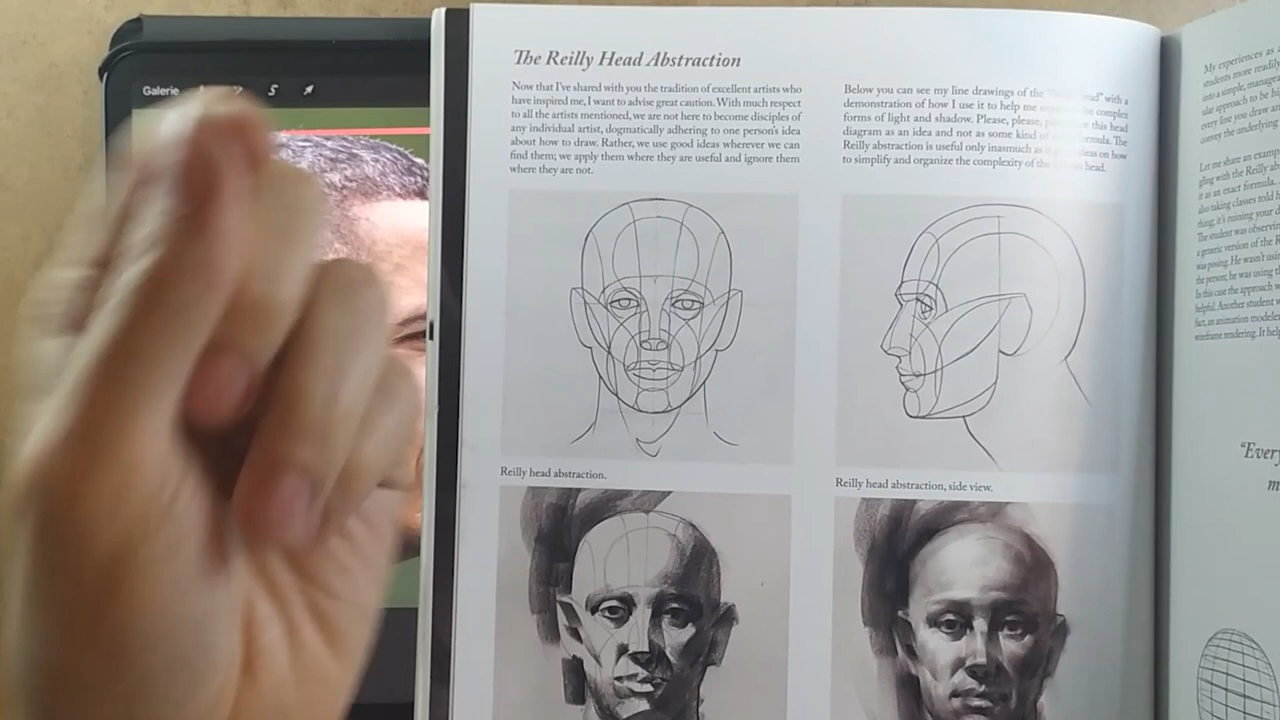 Galerie
The Reilly Head Abstraction
Now that I've shared with you the tradition of excellent artists who
have inspired me, I want to advise great caution. With much respect
to all the artists mentioned, we are not here to become disciples of
any individual artist, dogmatically adhering to one person's idea
about how to draw. Rather, we use good ideas wherever we can
find them; we apply them where they are useful and ignore them
where they are not.
Below you can see my line drawings of the with a
demonstration of how I use it to help me complex
forms of light and shadow. Please, please, this head
diagram as an idea and not as some kind of The
Reilly abstraction is useful only inasmuch as on how
to simplify and organize the complexity of the head.
Reilly head abstraction.
Reilly head abstraction, side view.
My experiences as
students more readily
into a simple, manage
ular approach to be
every line you draw
convey the underlying
Let me share an
gling with the Reilly
it as an exact formula.
also taking classes told
thing, it's ruining your
The student was
a generic version of the
was posing. He wasn't
the person; he was using
In this case the approach
helpful. Another student
fact, an animation
wireframe rendering. It
"Every